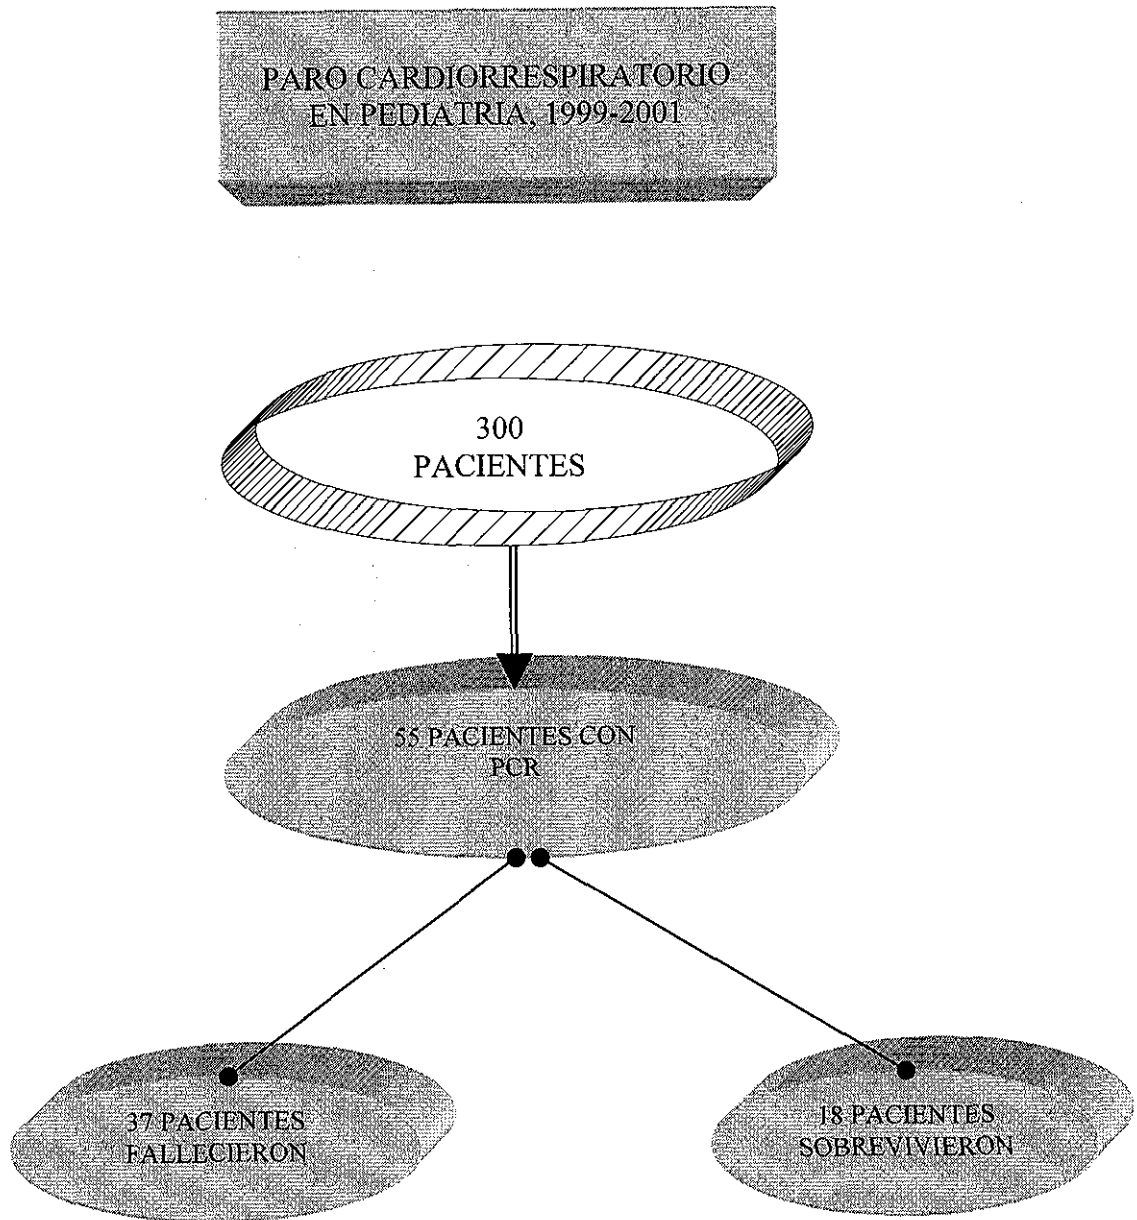 PARO CARDIORRESPIRATORIO
EN PEDIATRIA, 1999-2001
300
PACIENTES
55 PACIENTES CON
PCR
37 PACIENTES
FALLECIERON
18 PACIENTES
SOBREVIVIERON